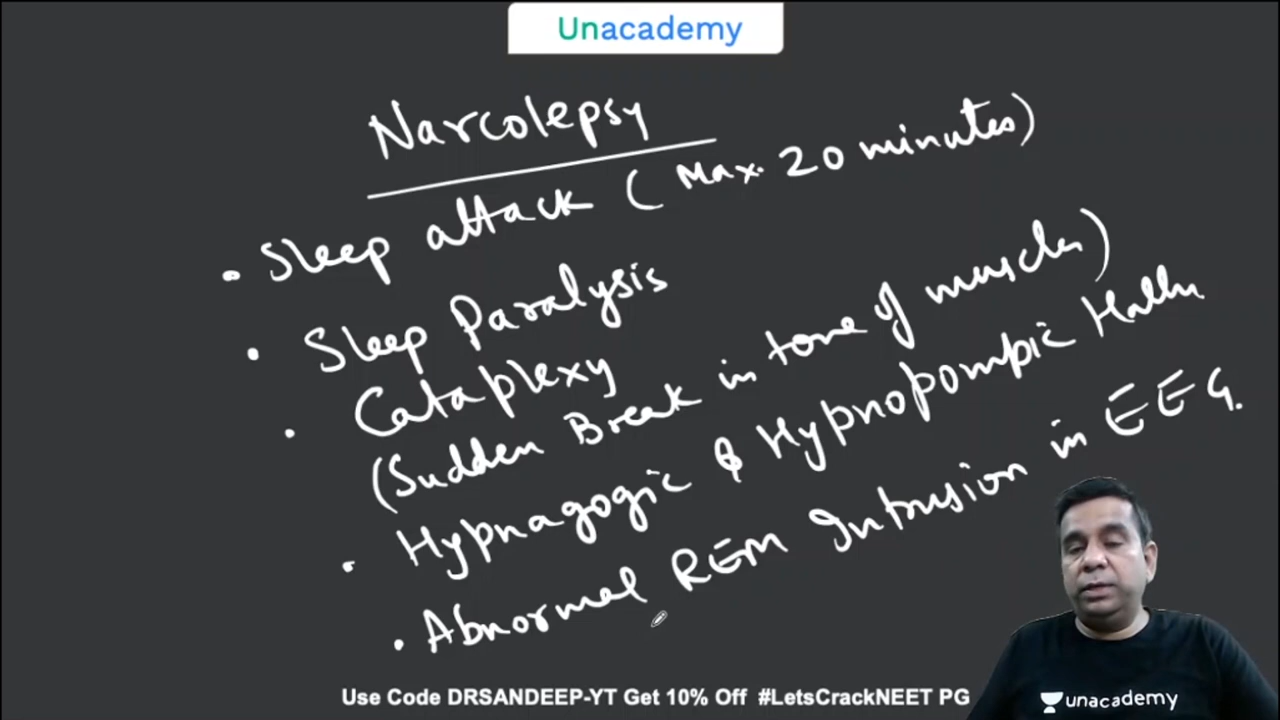 Unacademy
Narcolepsy
• Sleep attack (Max. 20 minutes)
• Sleep Paralysis
• Cataplexy
(Sudden Break in tone of muscles)
• Hypnagogic & Hypnopompic Hallu
• Abnormal REM Intrusion in EEG.
unacademy
Use Code DRSANDEEP-YT Get 10% Off #LetsCrackNEET PG